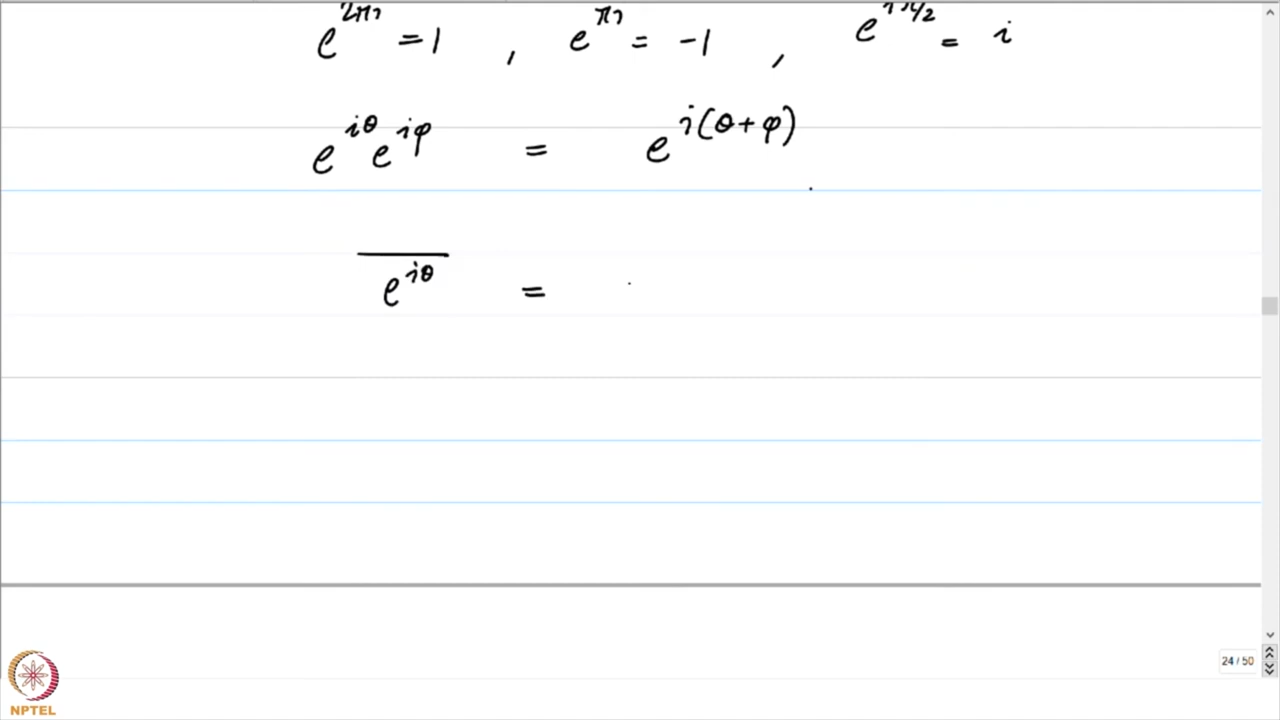 e^{2πi} = 1 , e^{πi} = -1 , e^{iπ/2} = i
e^{iθ} e^{iφ} = e^{i(θ+φ)}
\overline{e^{iθ}} =
24 / 50
NPTEL